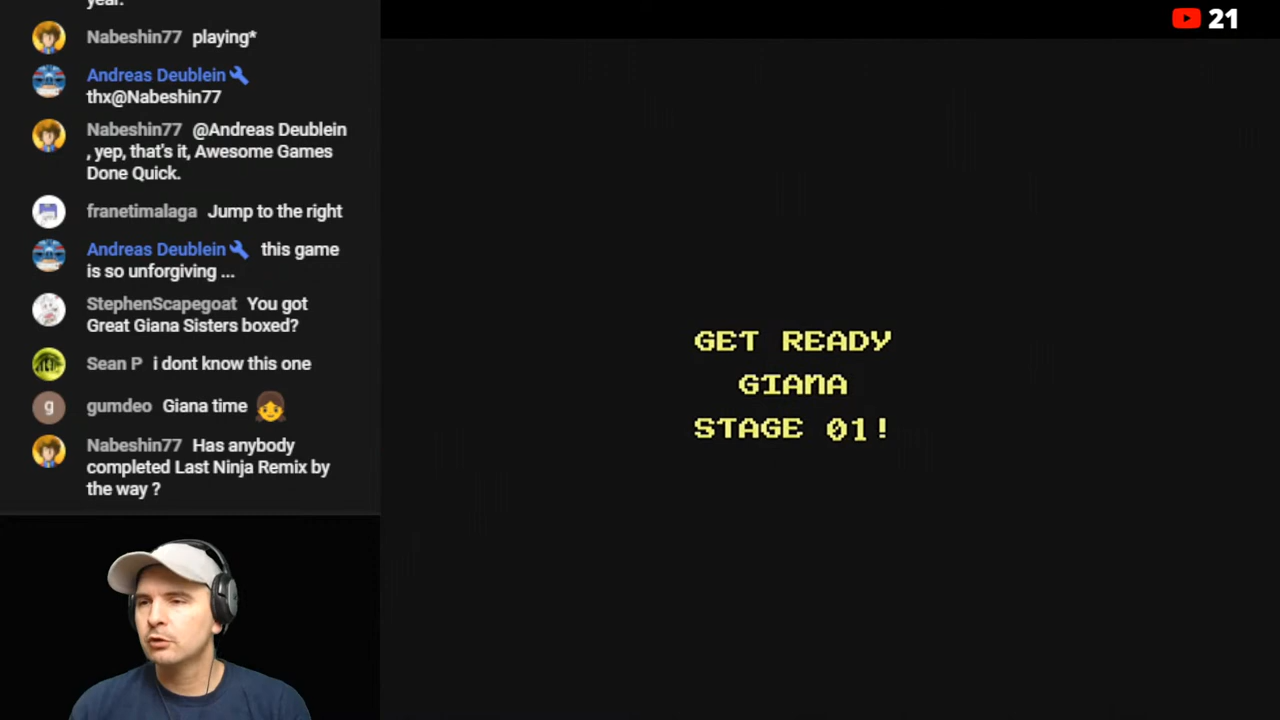 year.
Nabeshin77 playing*
Andreas Deublein
thx@Nabeshin77
Nabeshin77 @Andreas Deublein
, yep, that's it, Awesome Games
Done Quick.
franetimalaga Jump to the right
Andreas Deublein this game
is so unforgiving ...
StephenScapegoat You got
Great Giana Sisters boxed?
Sean P i dont know this one
g gumdeo Giana time
Nabeshin77 Has anybody
completed Last Ninja Remix by
the way ?
21
GET READY
GIANA
STAGE 01!